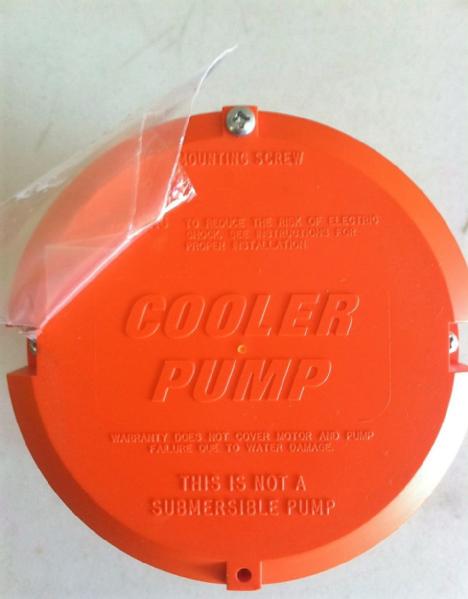 MOUNTING SCREW
TO REDUCE THE RISK OF ELECTRIC
SHOCK, SEE INSTRUCTIONS FOR
PROPER INSTALLATION
COOLER
PUMP
WARRANTY DOES NOT COVER MOTOR AND PUMP
FAILURE DUE TO WATER DAMAGE.
THIS IS NOT A
SUBMERSIBLE PUMP